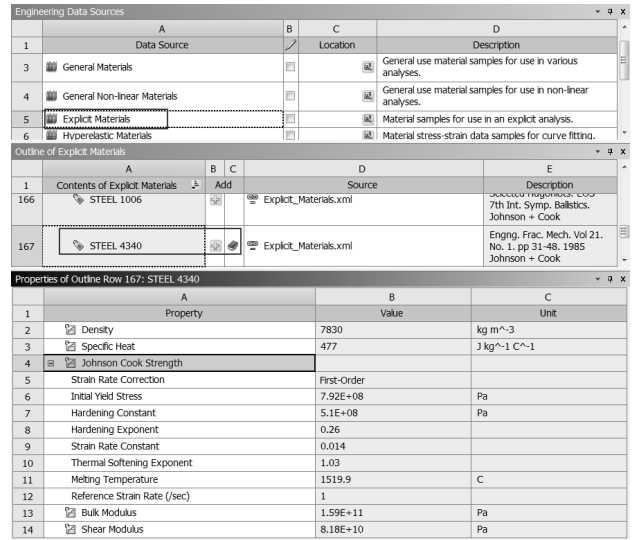 Engineering Data Sources
A B C D
1 Data Source Location Description
3 General Materials General use material samples for use in various
analyses.
4 General Non-linear Materials General use material samples for use in non-linear
analyses.
5 Explicit Materials Material samples for use in an explicit analysis.
6 Hyperelastic Materials Material stress-strain data samples for curve fitting.
Outline of Explicit Materials
A B C D E
1 Contents of Explicit Materials Add Source Description
166 STEEL 1006 Explicit_Materials.xml
7th Int. Symp. Ballistics.
Johnson + Cook
167 STEEL 4340 Explicit_Materials.xml Engng. Frac. Mech. Vol 21.
No. 1. pp 31-48. 1985
Johnson + Cook
Properties of Outline Row 167: STEEL 4340
A B C
1 Property Value Unit
2 Density 7830 kg m^-3
3 Specific Heat 477 J kg^-1 C^-1
4 Johnson Cook Strength
5 Strain Rate Correction First-Order
6 Initial Yield Stress 7.92E+08 Pa
7 Hardening Constant 5.1E+08 Pa
8 Hardening Exponent 0.26
9 Strain Rate Constant 0.014
10 Thermal Softening Exponent 1.03
11 Melting Temperature 1519.9 C
12 Reference Strain Rate (/sec) 1
13 Bulk Modulus 1.59E+11 Pa
14 Shear Modulus 8.18E+10 Pa